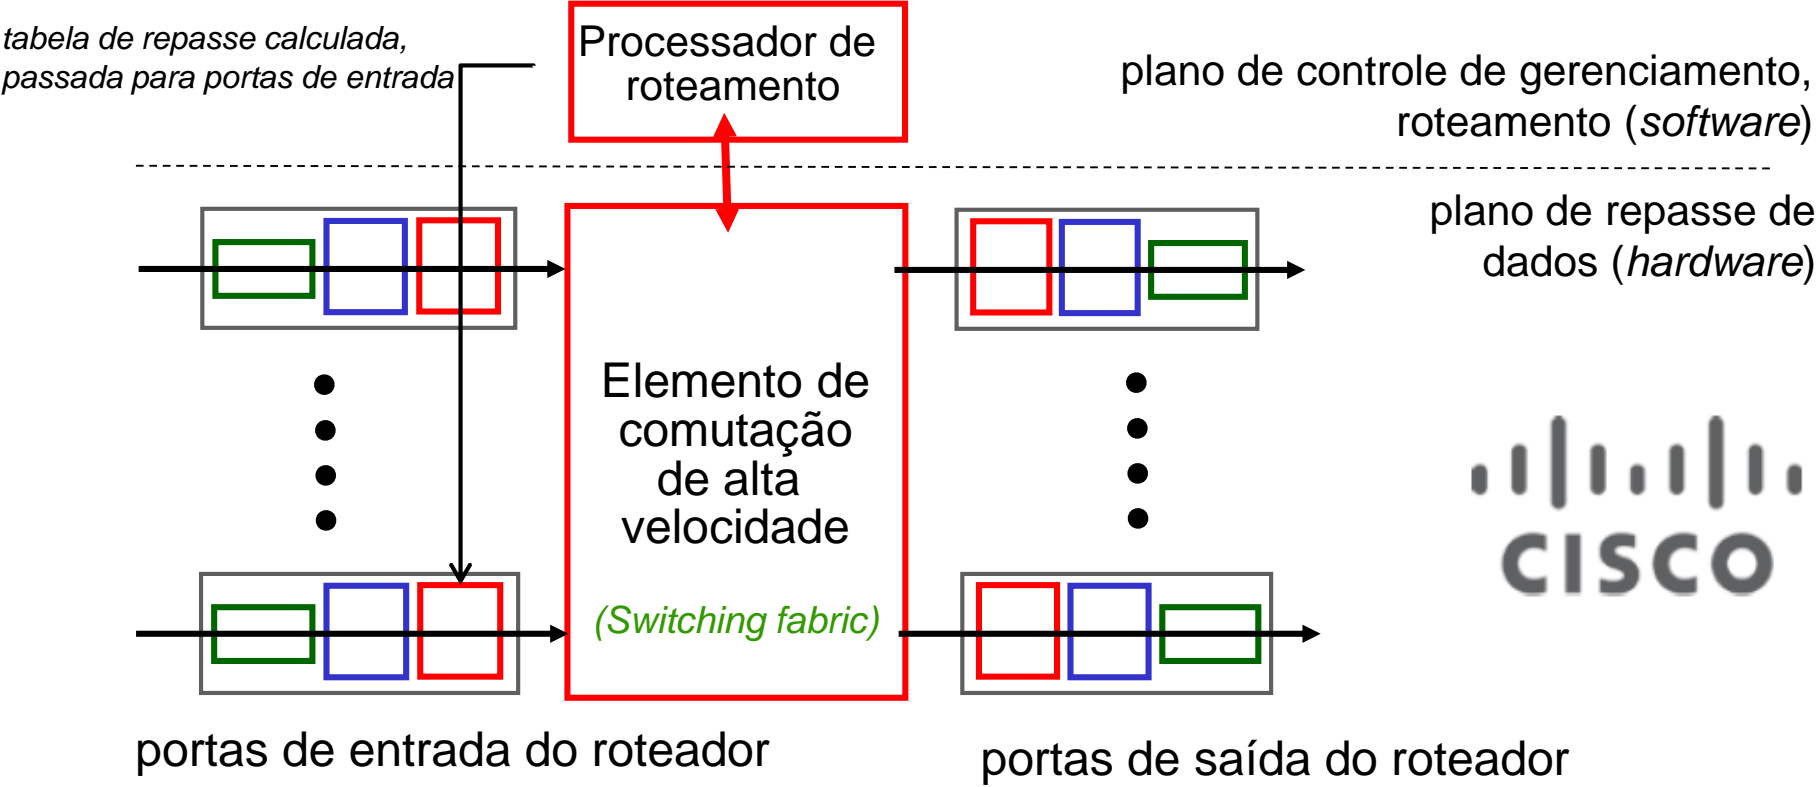 tabela de repasse calculada,
passada para portas de entrada
Processador de
roteamento
plano de controle de gerenciamento,
roteamento (software)
plano de repasse de
dados (hardware)
Elemento de
comutação
de alta
velocidade
(Switching fabric)
CISCO
portas de entrada do roteador
portas de saída do roteador